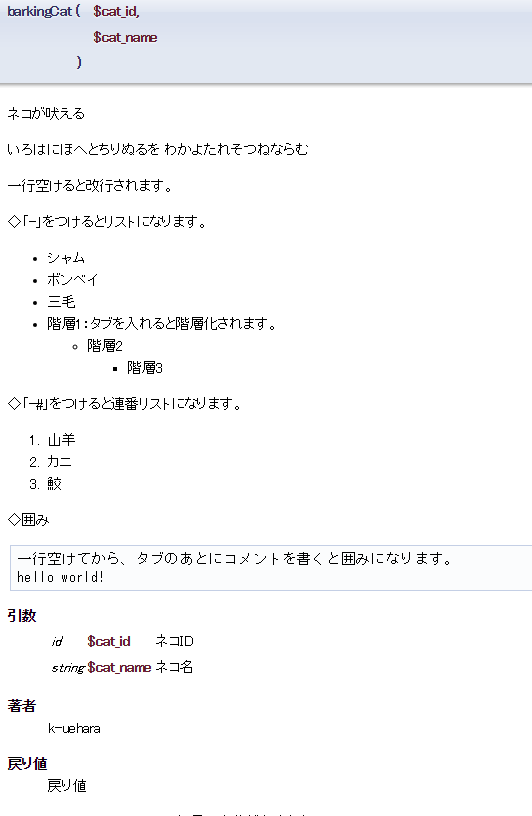 barkingCat ( $cat_id,
$cat_name
)
ネコが吠える
いろはにほへとちりぬるを わかよたれそつねならむ
一行空けると改行されます。
◇「-」をつけるとリストになります。
• シャム
• ボンベイ
• 三毛
• 階層1：タブを入れると階層化されます。
◦ 階層2
▪ 階層3
◇「-#」をつけると連番リストになります。
1. 山羊
2. カニ
3. 鮫
◇囲み
一行空けてから、タブのあとにコメントを書くと囲みになります。
hello world!
引数
id $cat_id ネコID
string $cat_name ネコ名
著者
k-uehara
戻り値
戻り値